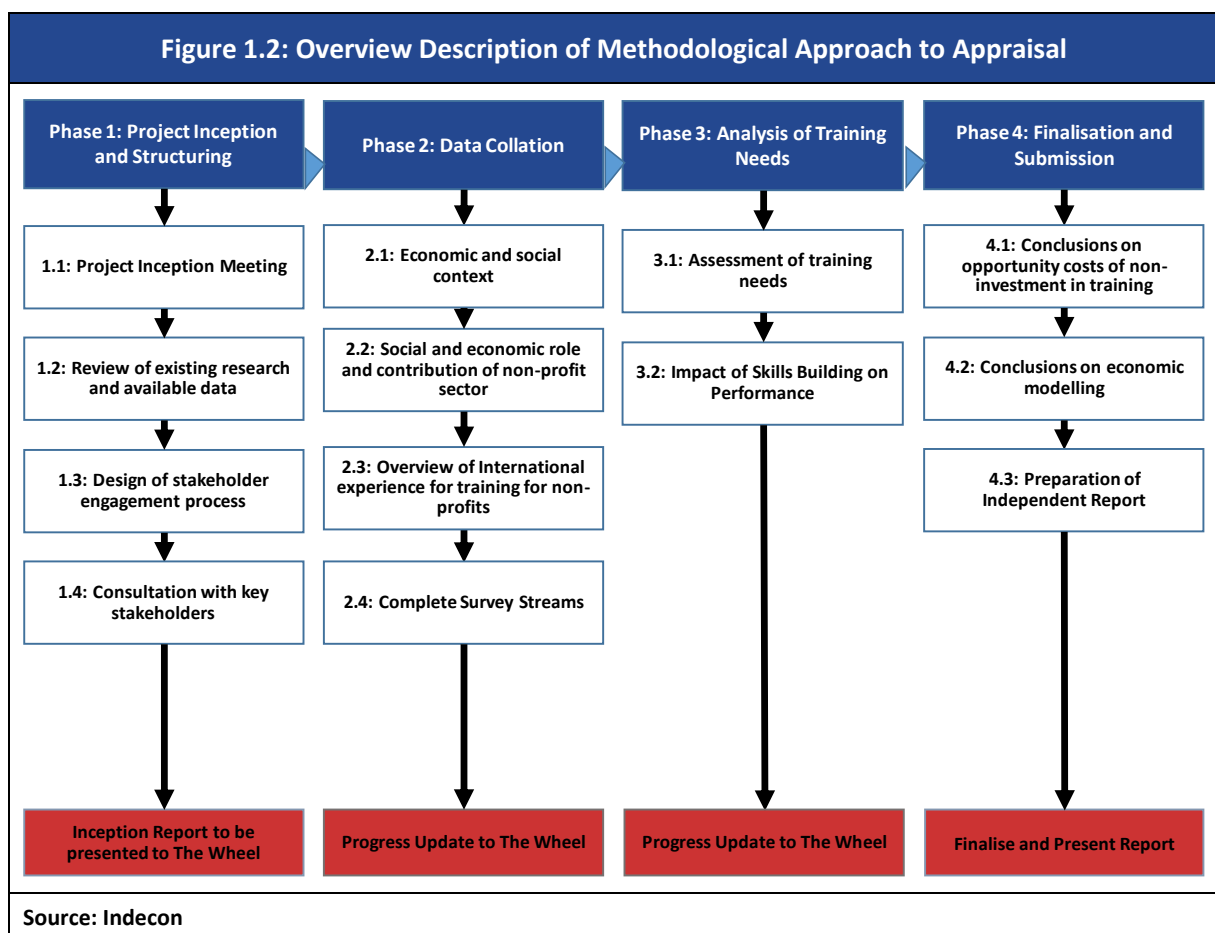 Figure 1.2: Overview Description of Methodological Approach to Appraisal
Phase 1: Project Inception
and Structuring
1.1: Project Inception Meeting
1.2: Review of existing research
and available data
1.3: Design of stakeholder
engagement process
1.4: Consultation with key
stakeholders
Inception Report to be
presented to The Wheel
Phase 2: Data Collation
2.1: Economic and social
context
2.2: Social and economic role
and contribution of non-profit
sector
2.3: Overview of International
experience for training for non-
profits
2.4: Complete Survey Streams
Progress Update to The Wheel
Phase 3: Analysis of Training
Needs
3.1: Assessment of training
needs
3.2: Impact of Skills Building on
Performance
Progress Update to The Wheel
Phase 4: Finalisation and
Submission
4.1: Conclusions on
opportunity costs of non-
investment in training
4.2: Conclusions on economic
modelling
4.3: Preparation of
Independent Report
Finalise and Present Report
Source: Indecon